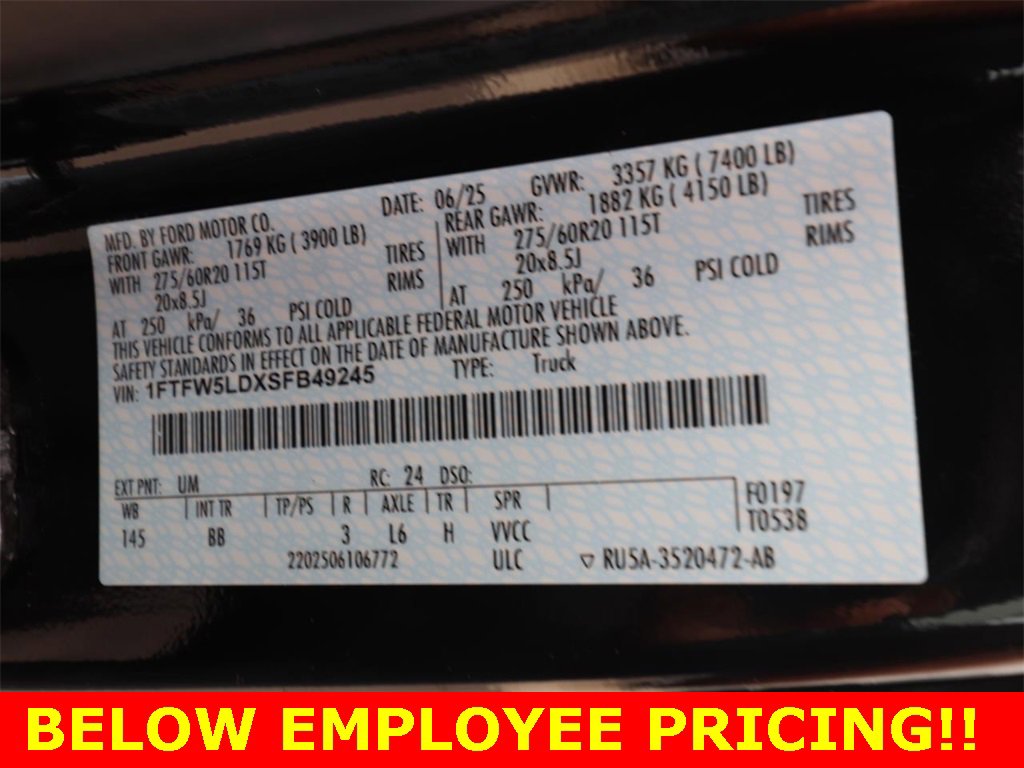 MFD. BY FORD MOTOR CO. DATE: 06/25 GVWR: 3357 KG ( 7400 LB)
FRONT GAWR: 1769 KG ( 3900 LB) REAR GAWR: 1882 KG ( 4150 LB)
WITH 275/60R20 115T TIRES WITH 275/60R20 115T TIRES
20x8.5J RIMS 20x8.5J RIMS
AT 250 kPa/ 36 PSI COLD AT 250 kPa/ 36 PSI COLD
THIS VEHICLE CONFORMS TO ALL APPLICABLE FEDERAL MOTOR VEHICLE
SAFETY STANDARDS IN EFFECT ON THE DATE OF MANUFACTURE SHOWN ABOVE.
VIN: 1FTFW5LDXSFB49245 TYPE: Truck
EXT PNT: UM RC: 24 DSO:
WB INT TR TP/PS R AXLE TR SPR F0197
145 BB 3 L6 H VVCC T0538
2202506106772 ULC ▽ RU5A-3520472-AB
BELOW EMPLOYEE PRICING!!